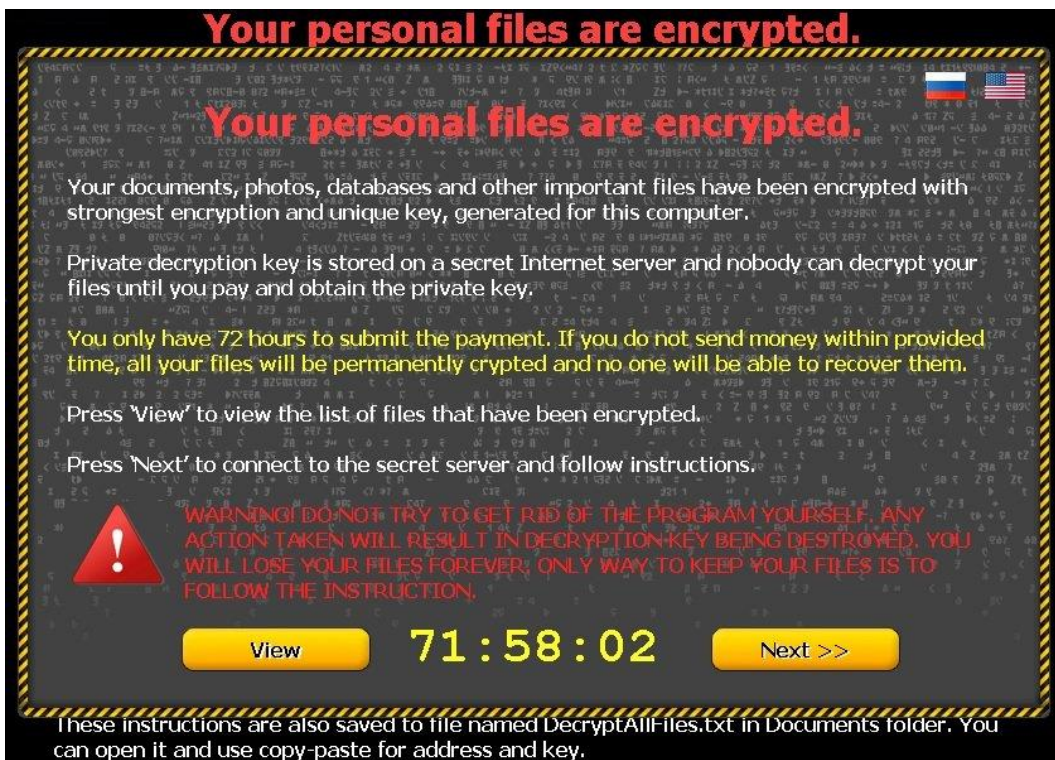 Your personal files are encrypted.
Your personal files are encrypted.
Your documents, photos, databases and other important files have been encrypted with
strongest encryption and unique key, generated for this computer.
Private decryption key is stored on a secret Internet server and nobody can decrypt your
files until you pay and obtain the private key.
You only have 72 hours to submit the payment. If you do not send money within provided
time, all your files will be permanently crypted and no one will be able to recover them.
Press 'View' to view the list of files that have been encrypted.
Press 'Next' to connect to the secret server and follow instructions.
WARNING! DO NOT TRY TO GET RID OF THE PROGRAM YOURSELF. ANY
ACTION TAKEN WILL RESULT IN DECRYPTION KEY BEING DESTROYED. YOU
WILL LOSE YOUR FILES FOREVER. ONLY WAY TO KEEP YOUR FILES IS TO
FOLLOW THE INSTRUCTION.
View
71:58:02
Next >>
These instructions are also saved to file named DecryptAllFiles.txt in Documents folder. You
can open it and use copy-paste for address and key.